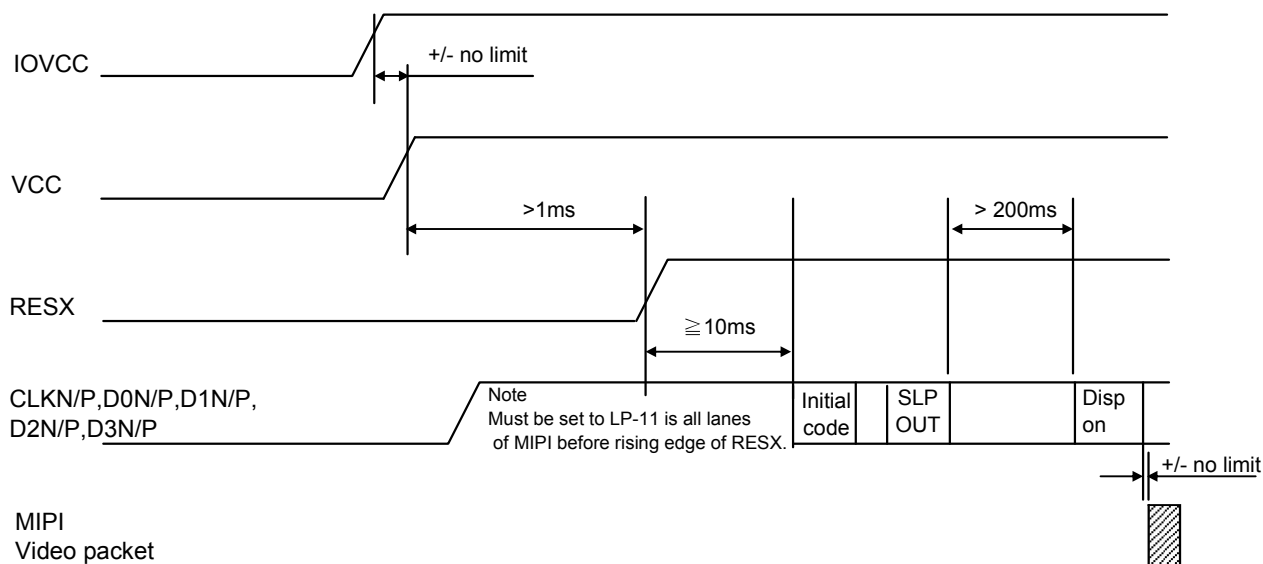 IOVCC
+/- no limit
VCC
>1ms
> 200ms
RESX
≧10ms
CLKN/P,D0N/P,D1N/P,
D2N/P,D3N/P
Note
Must be set to LP-11 is all lanes
of MIPI before rising edge of RESX.
Initial
code
SLP
OUT
Disp
on
+/- no limit
MIPI
Video packet